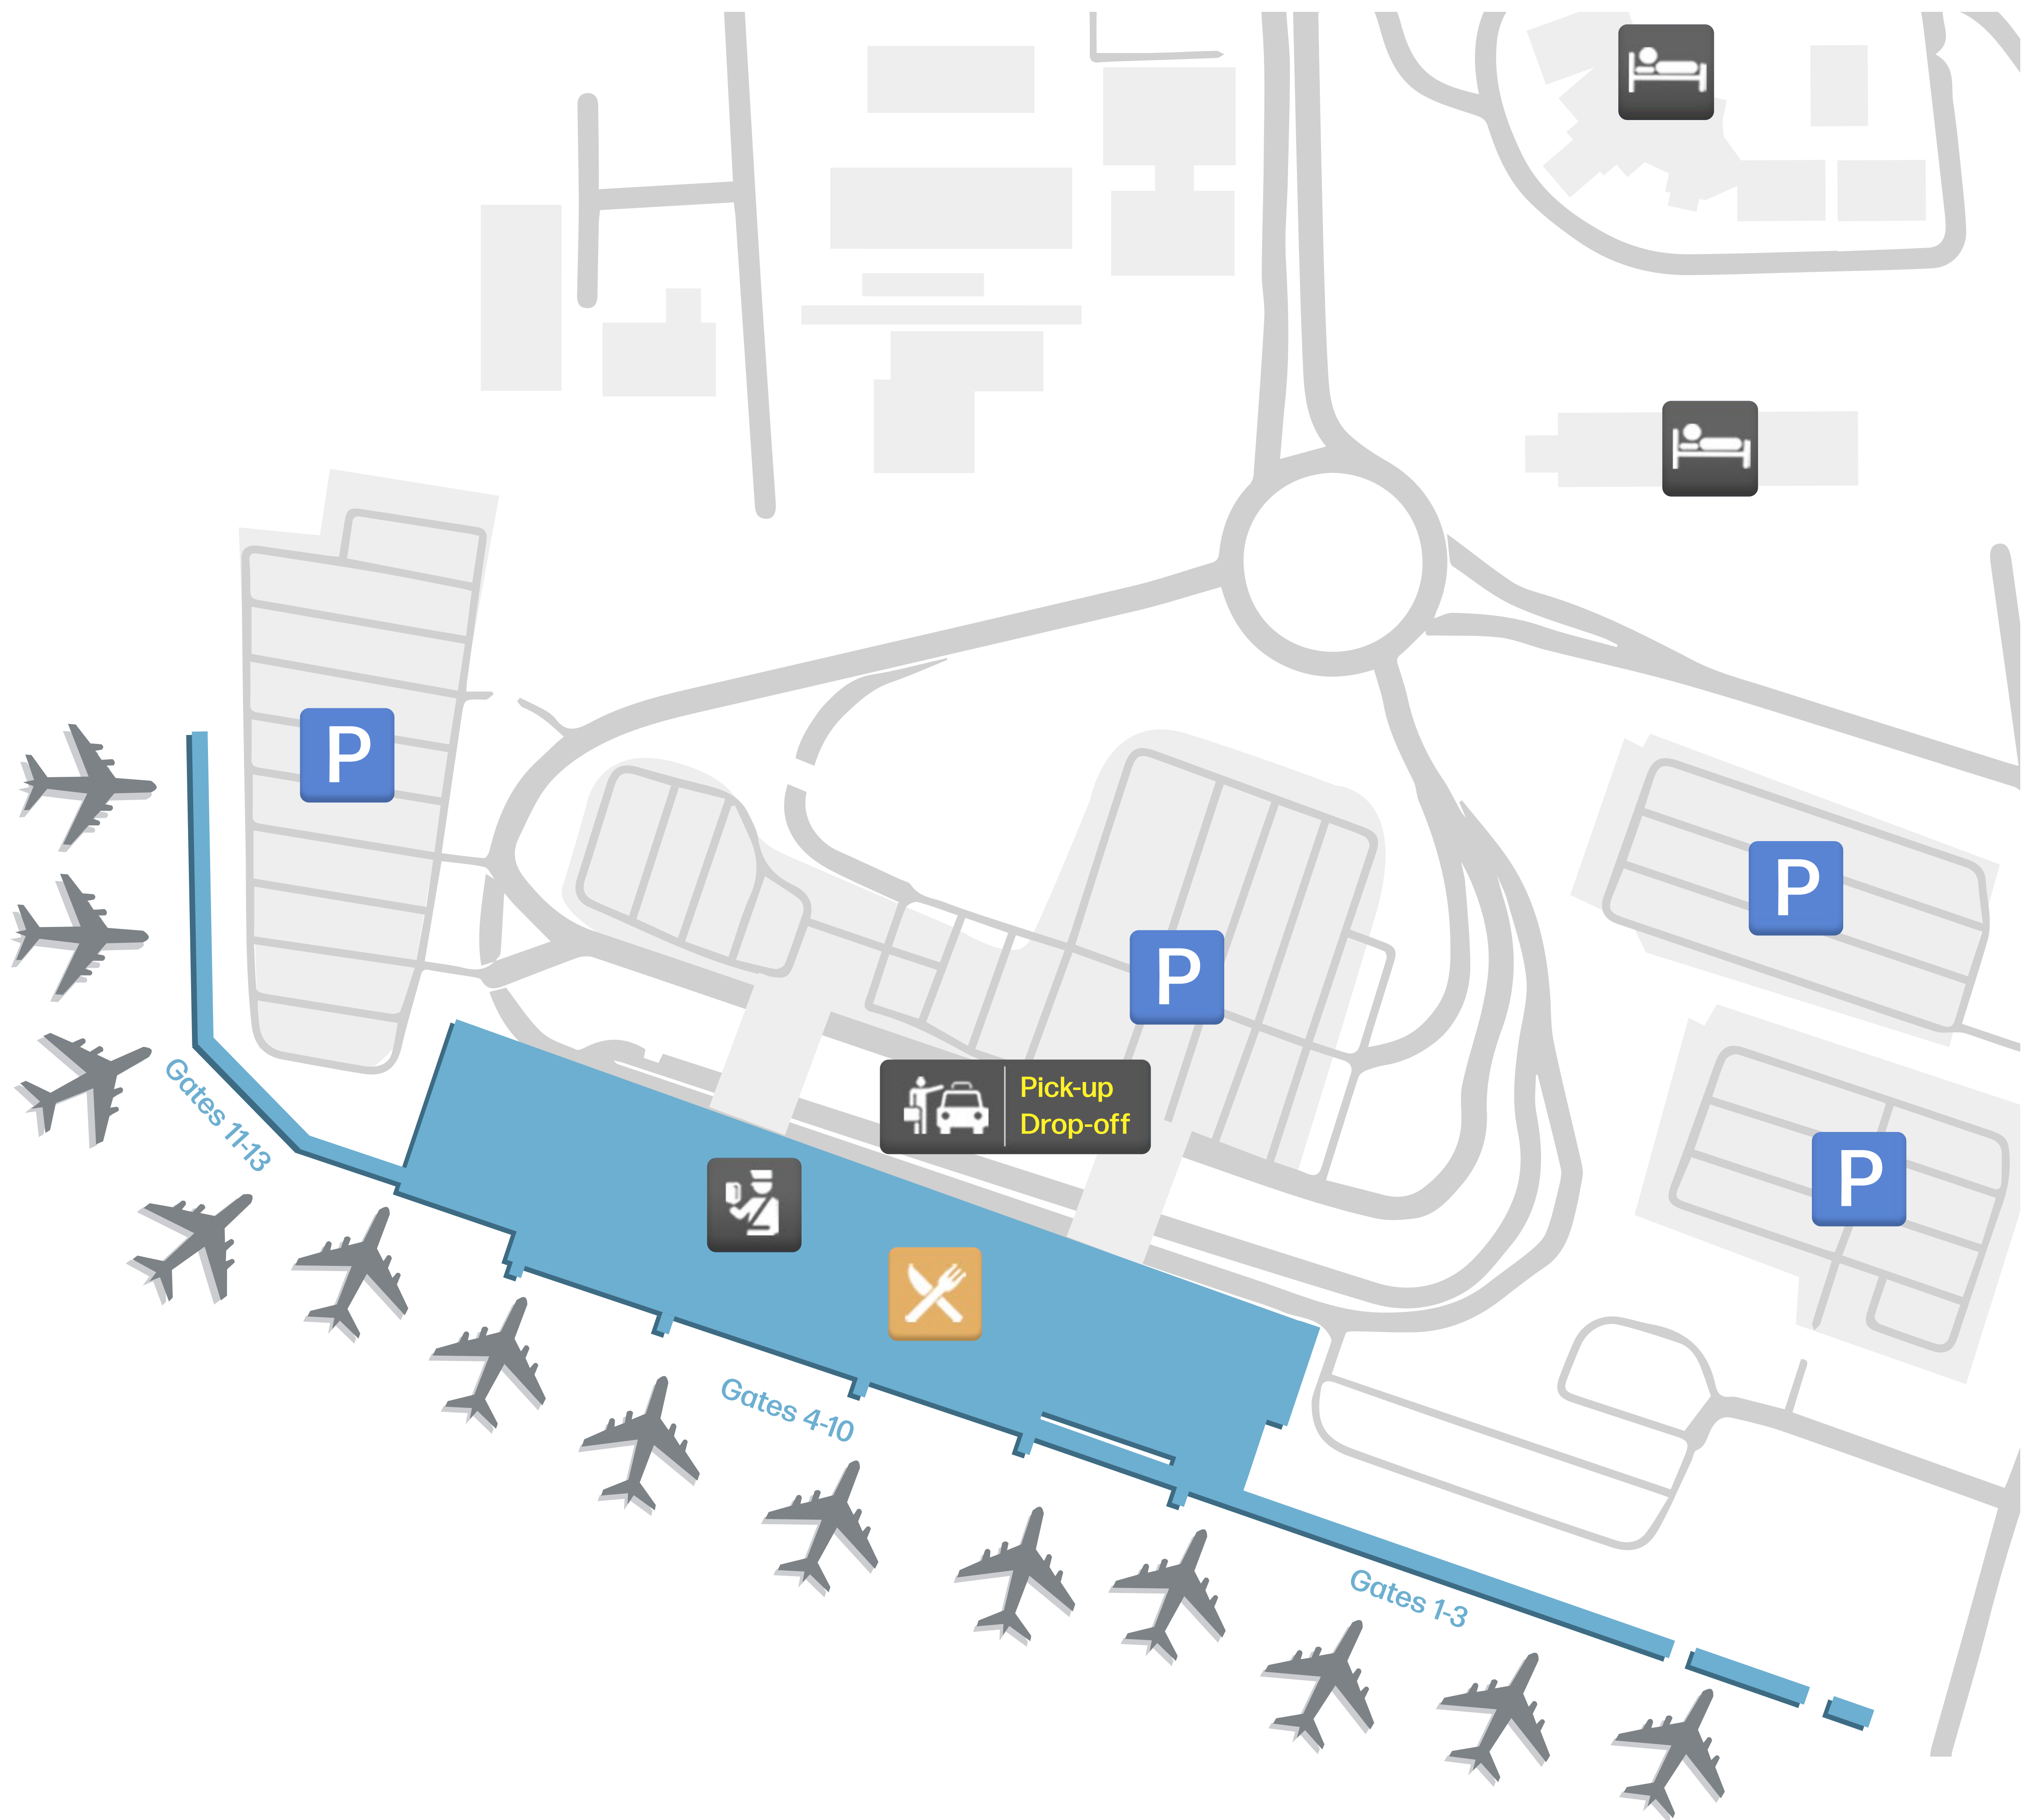 P
P
P
Pick-up
Drop-off
Gates 11-13
P
Gates 4-10
Gates 1-3